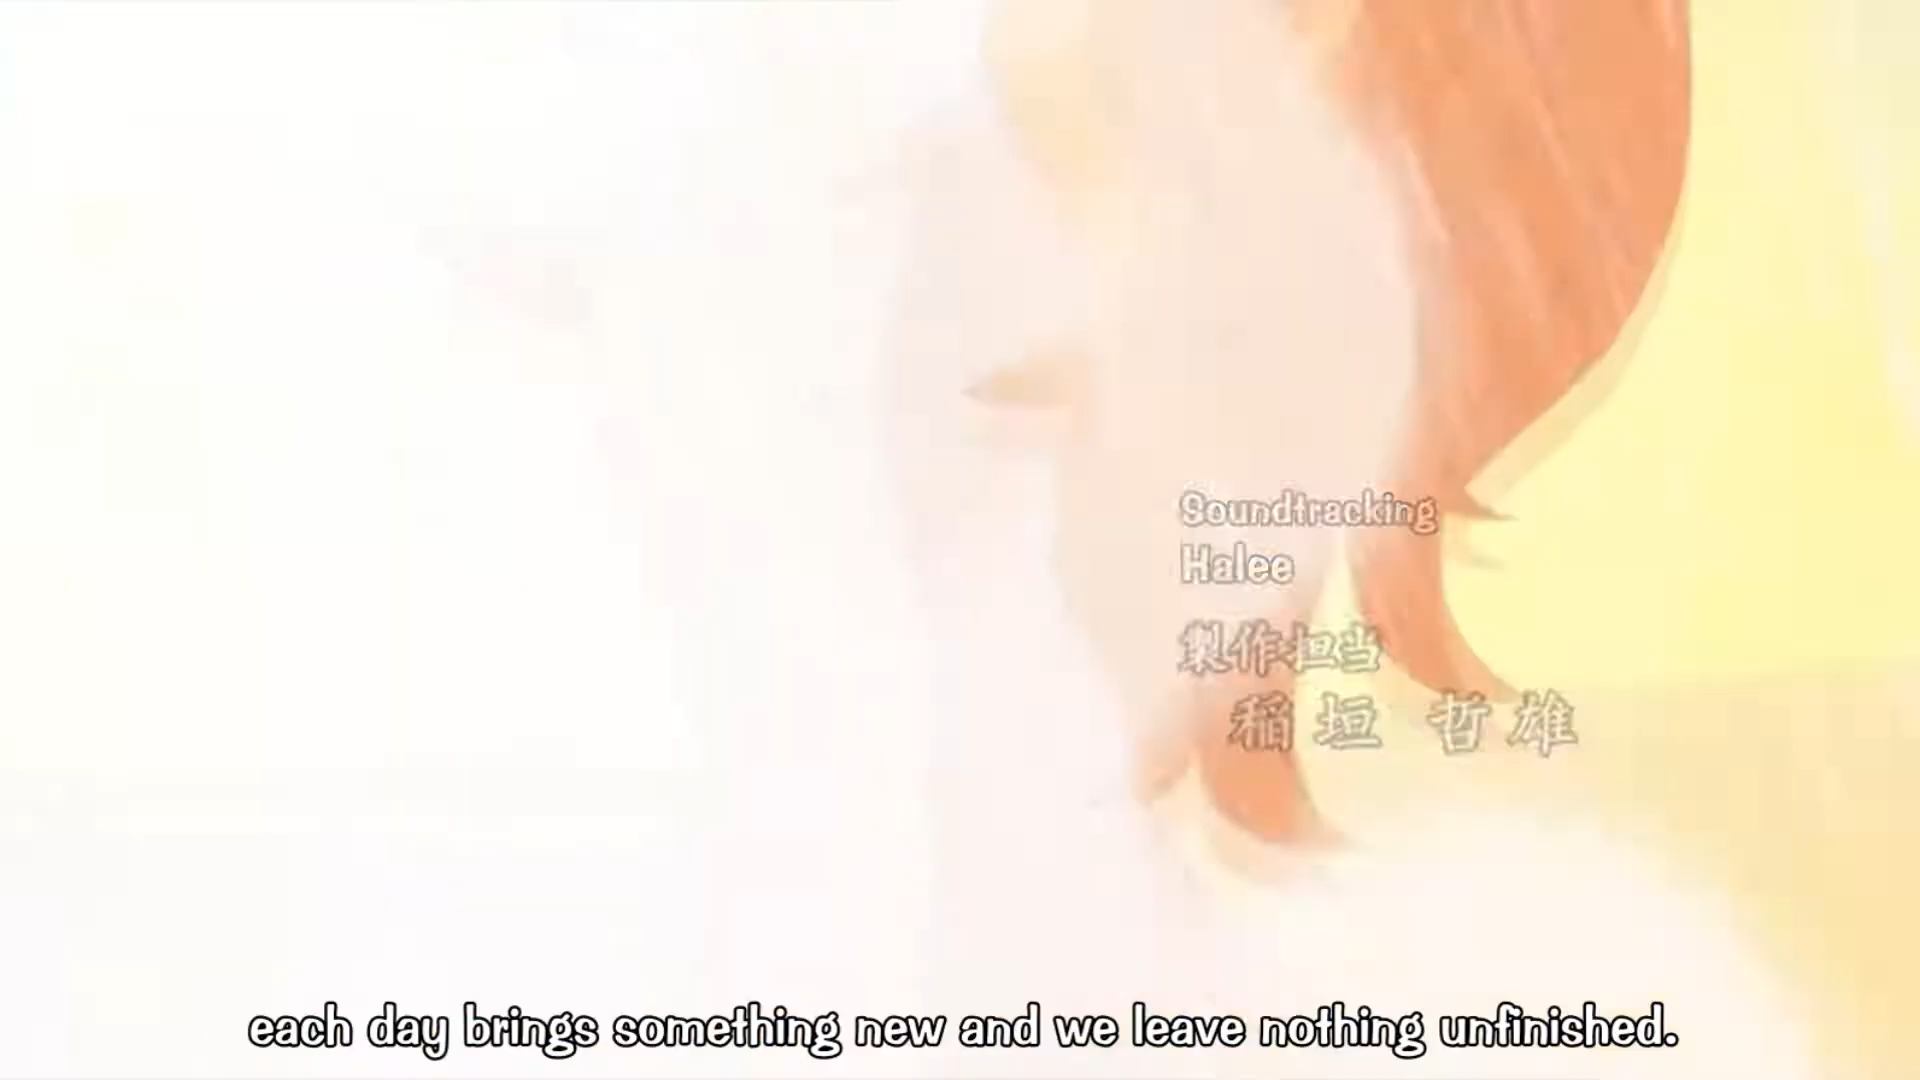 Soundtracking
Halee
製作担当
稲垣 哲雄
each day brings something new and we leave nothing unfinished.